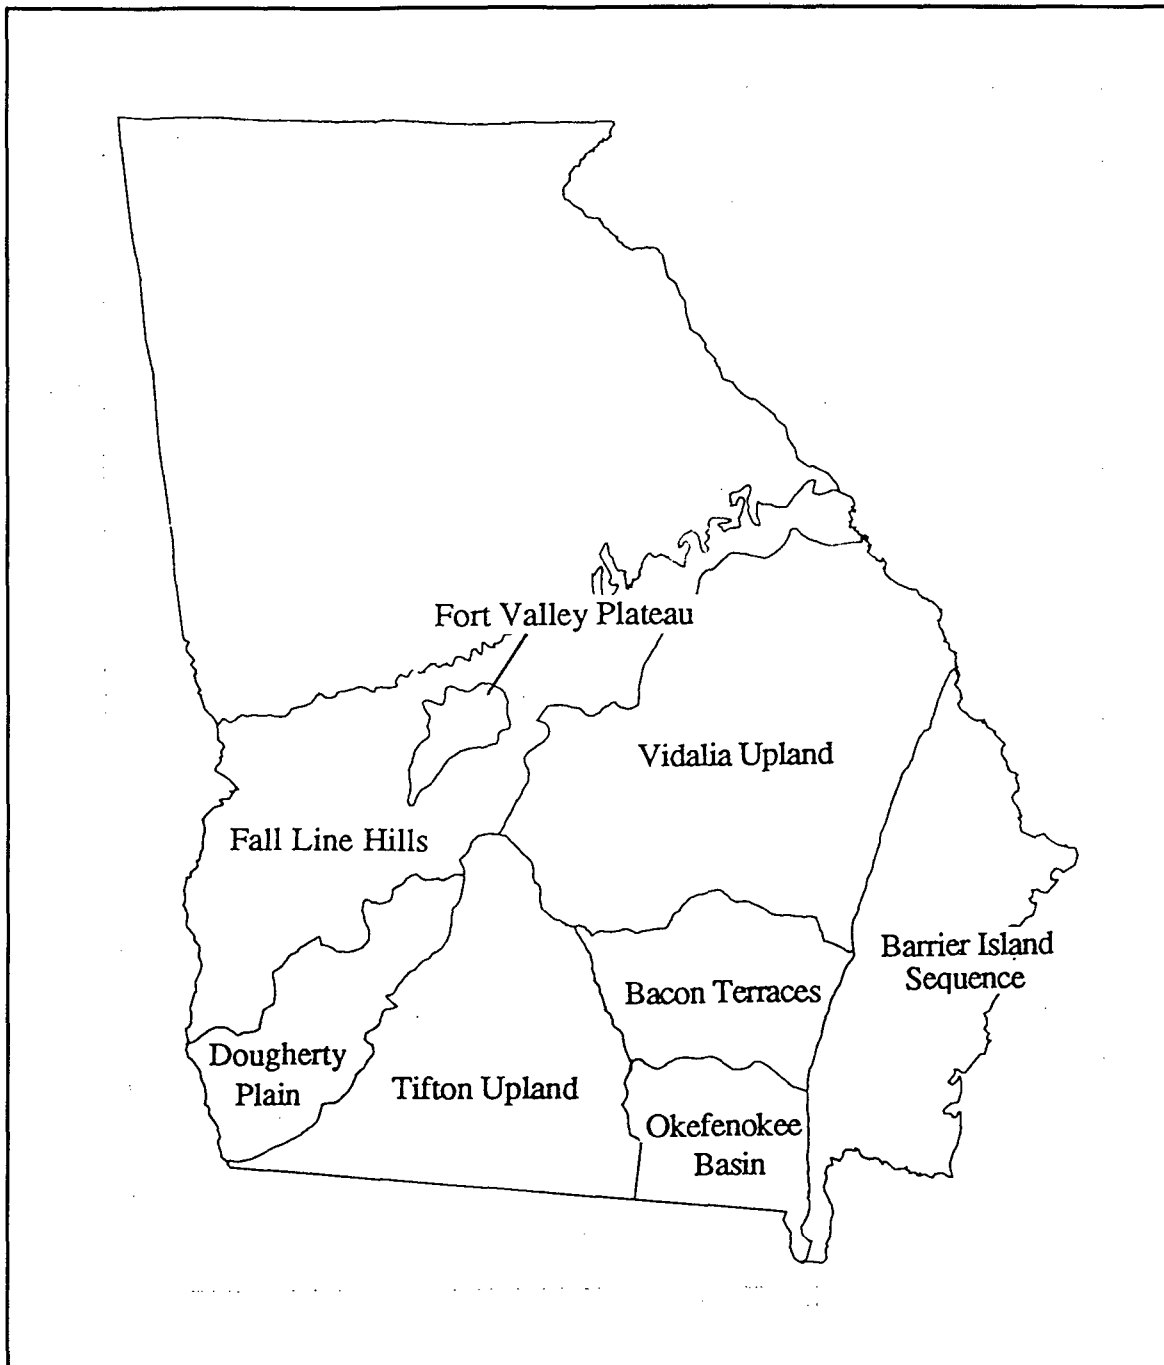 Fort Valley Plateau
Vidalia Upland
Fall Line Hills
Barrier Island
Sequence
Bacon Terraces
Dougherty
Plain
Tifton Upland
Okefenokee
Basin